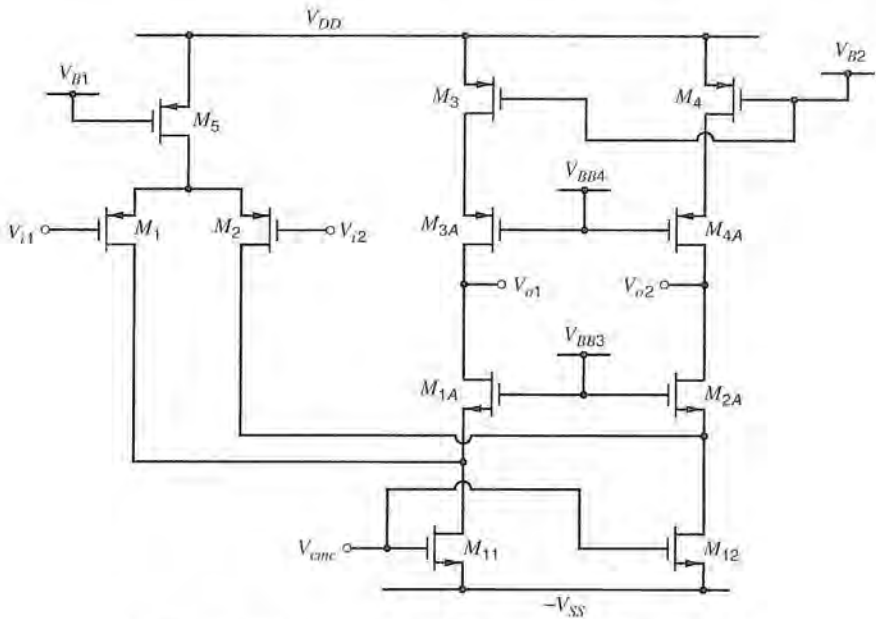 V_DD
V_B1
V_B2
M_3
M_4
M_5
V_BB4
V_i1
M_1
M_2
V_i2
M_3A
M_4A
V_o1
V_o2
V_BB3
M_1A
M_2A
V_cmc
M_11
M_12
−V_SS